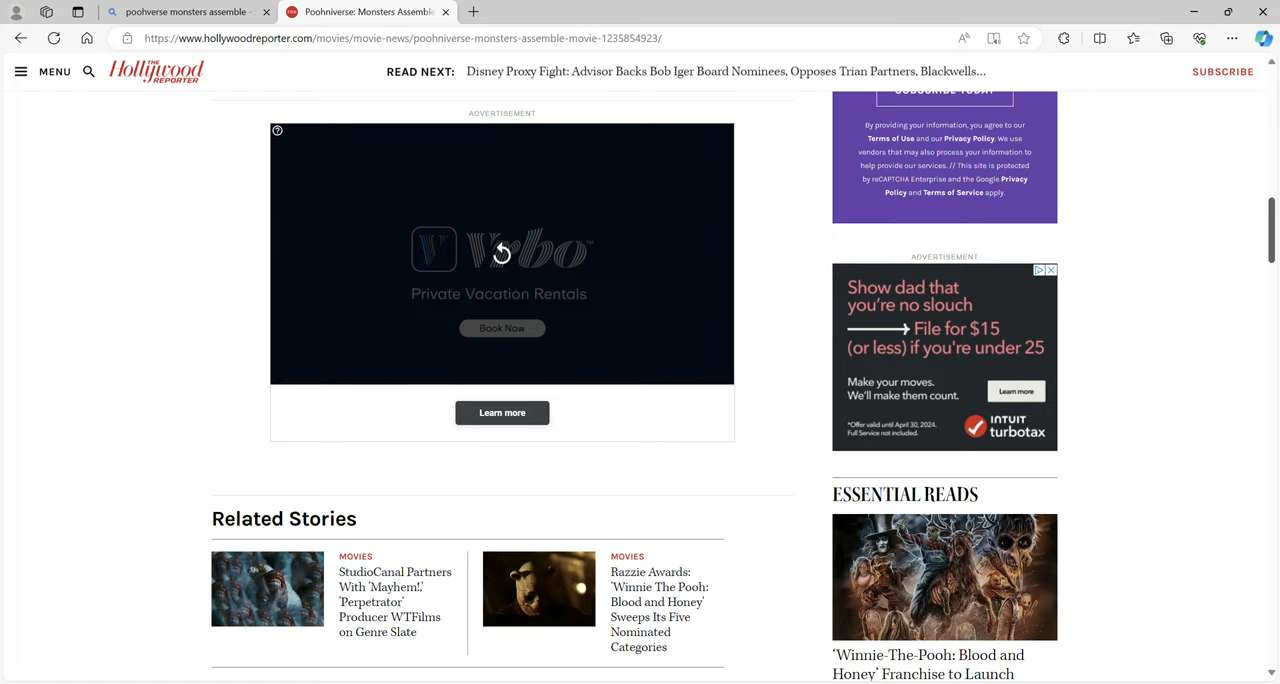 poohverse monsters assemble -
Poohniverse: Monsters Assemble
https://www.hollywoodreporter.com/movies/movie-news/poohniverse-monsters-assemble-movie-1235854923/
MENU
THE
Hollywood
REPORTER
READ NEXT: Disney Proxy Fight: Advisor Backs Bob Iger Board Nominees, Opposes Trian Partners, Blackwells...
SUBSCRIBE
ADVERTISEMENT
Vrbo
Private Vacation Rentals
Book Now
Learn more
Related Stories
MOVIES
StudioCanal Partners
With 'Mayhem!,'
'Perpetrator'
Producer WTFilms
on Genre Slate
MOVIES
Razzie Awards:
'Winnie The Pooh:
Blood and Honey'
Sweeps Its Five
Nominated
Categories
SUBSCRIBE TODAY
By providing your information, you agree to our
Terms of Use and our Privacy Policy. We use
vendors that may also process your information to
help provide our services. // This site is protected
by reCAPTCHA Enterprise and the Google Privacy
Policy and Terms of Service apply.
ADVERTISEMENT
Show dad that
you're no slouch
File for $15
(or less) if you're under 25
Make your moves.
We'll make them count.
Learn more
*Offer valid until April 30, 2024.
Full Service not included.
INTUIT
turbotax
ESSENTIAL READS
'Winnie-The-Pooh: Blood and
Honey' Franchise to Launch